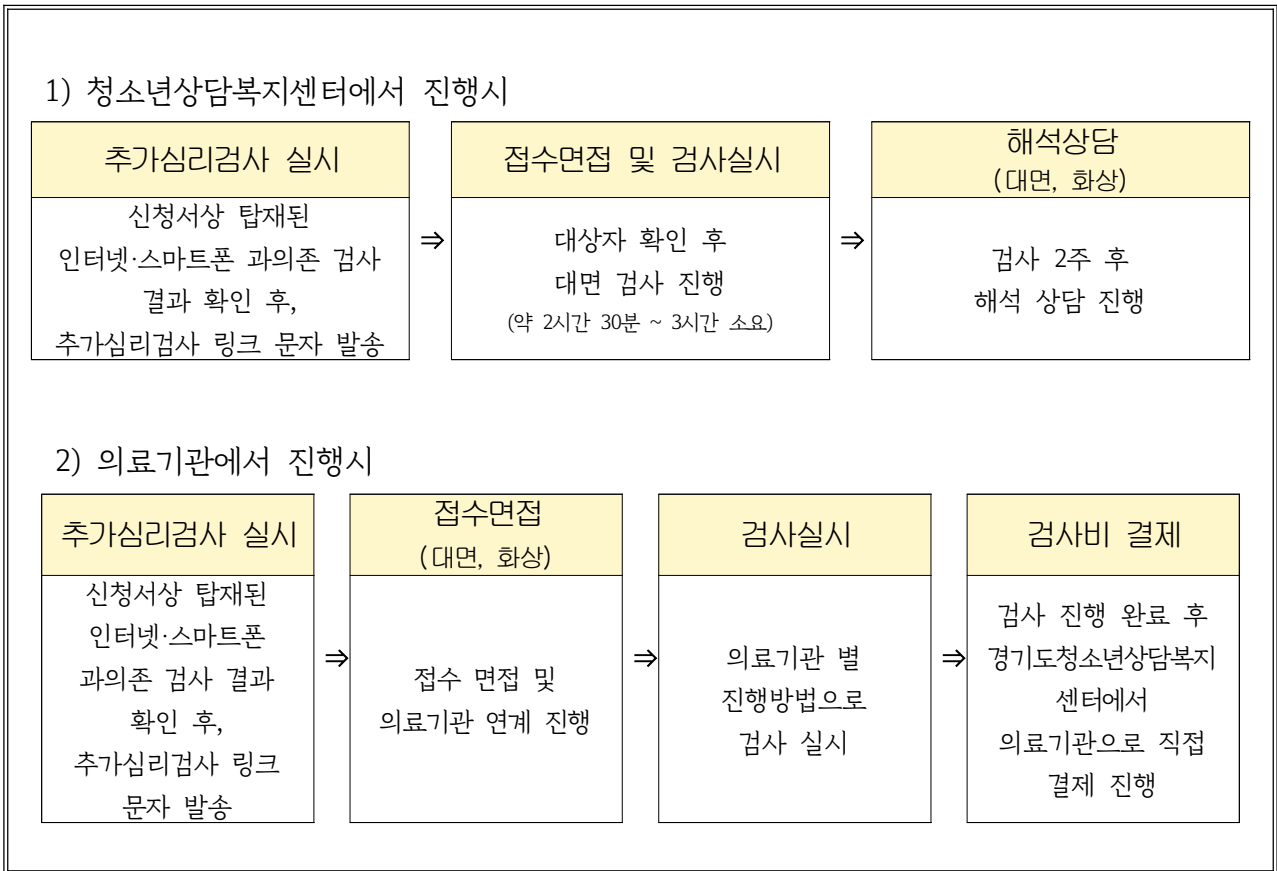 1) 청소년상담복지센터에서 진행시
추가심리검사 실시
신청서상 탑재된
인터넷·스마트폰 과의존 검사
결과 확인 후,
추가심리검사 링크 문자 발송
⇒
접수면접 및 검사실시
대상자 확인 후
대면 검사 진행
(약 2시간 30분 ~ 3시간 소요)
⇒
해석상담
(대면, 화상)
검사 2주 후
해석 상담 진행
2) 의료기관에서 진행시
추가심리검사 실시
신청서상 탑재된
인터넷·스마트폰
과의존 검사 결과
확인 후,
추가심리검사 링크
문자 발송
⇒
접수면접
(대면, 화상)
접수 면접 및
의료기관 연계 진행
⇒
검사실시
의료기관 별
진행방법으로
검사 실시
⇒
검사비 결제
검사 진행 완료 후
경기도청소년상담복지
센터에서
의료기관으로 직접
결제 진행